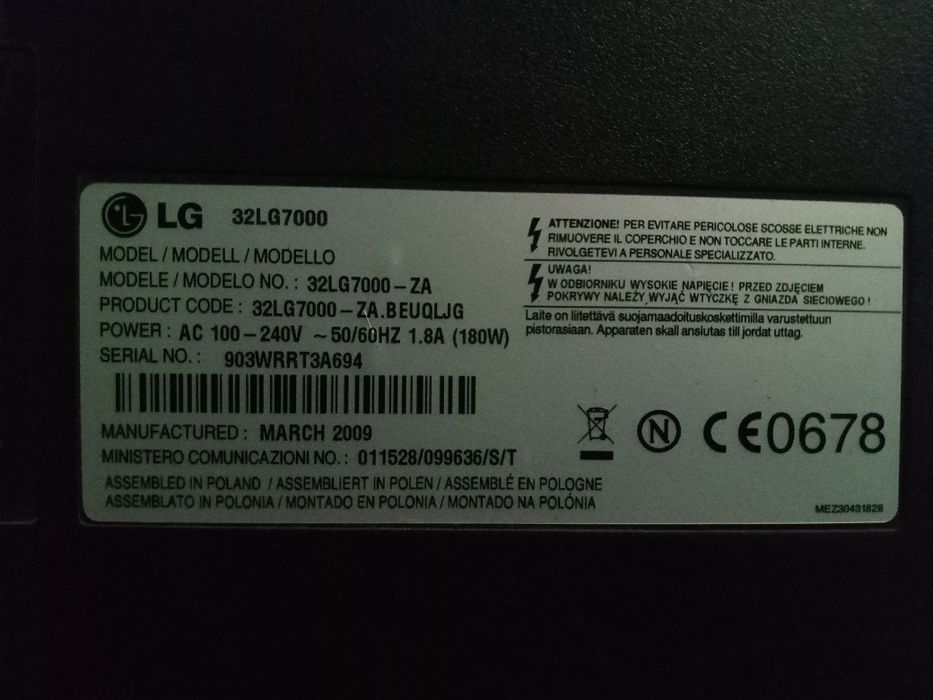 LG 32LG7000
MODEL / MODELL / MODELLO
MODELE / MODELO NO. : 32LG7000-ZA
PRODUCT CODE : 32LG7000-ZA.BEUQLJG
POWER : AC 100-240V ~50/60HZ 1.8A (180W)
SERIAL NO. : 903WRRT3A694
MANUFACTURED : MARCH 2009
MINISTERO COMUNICAZIONI NO. : 011528/099636/S/T
ASSEMBLED IN POLAND / ASSEMBLIERT IN POLEN / ASSEMBLÉ EN POLOGNE
ASSEMBLATO IN POLONIA / MONTADO EN POLONIA / MONTADO NA POLÓNIA
ATTENZIONE! PER EVITARE PERICOLOSE SCOSSE ELETTRICHE NON
RIMUOVERE IL COPERCHIO E NON TOCCARE LE PARTI INTERNE.
RIVOLGETEVI A PERSONALE SPECIALIZZATO.
UWAGA!
W ODBIORNIKU WYSOKIE NAPIĘCIE! PRZED ZDJĘCIEM
POKRYWY NALEŻY WYJĄĆ WTYCZKĘ Z GNIAZDA SIECIOWEGO!
Laite on liitettävä suojamaadoituskoskettimilla varustettuun
pistorasiaan. Apparaten skall anslutas till jordat uttag.
N CE0678
MEZ30431828